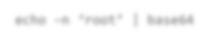 echo -n "root" | base64